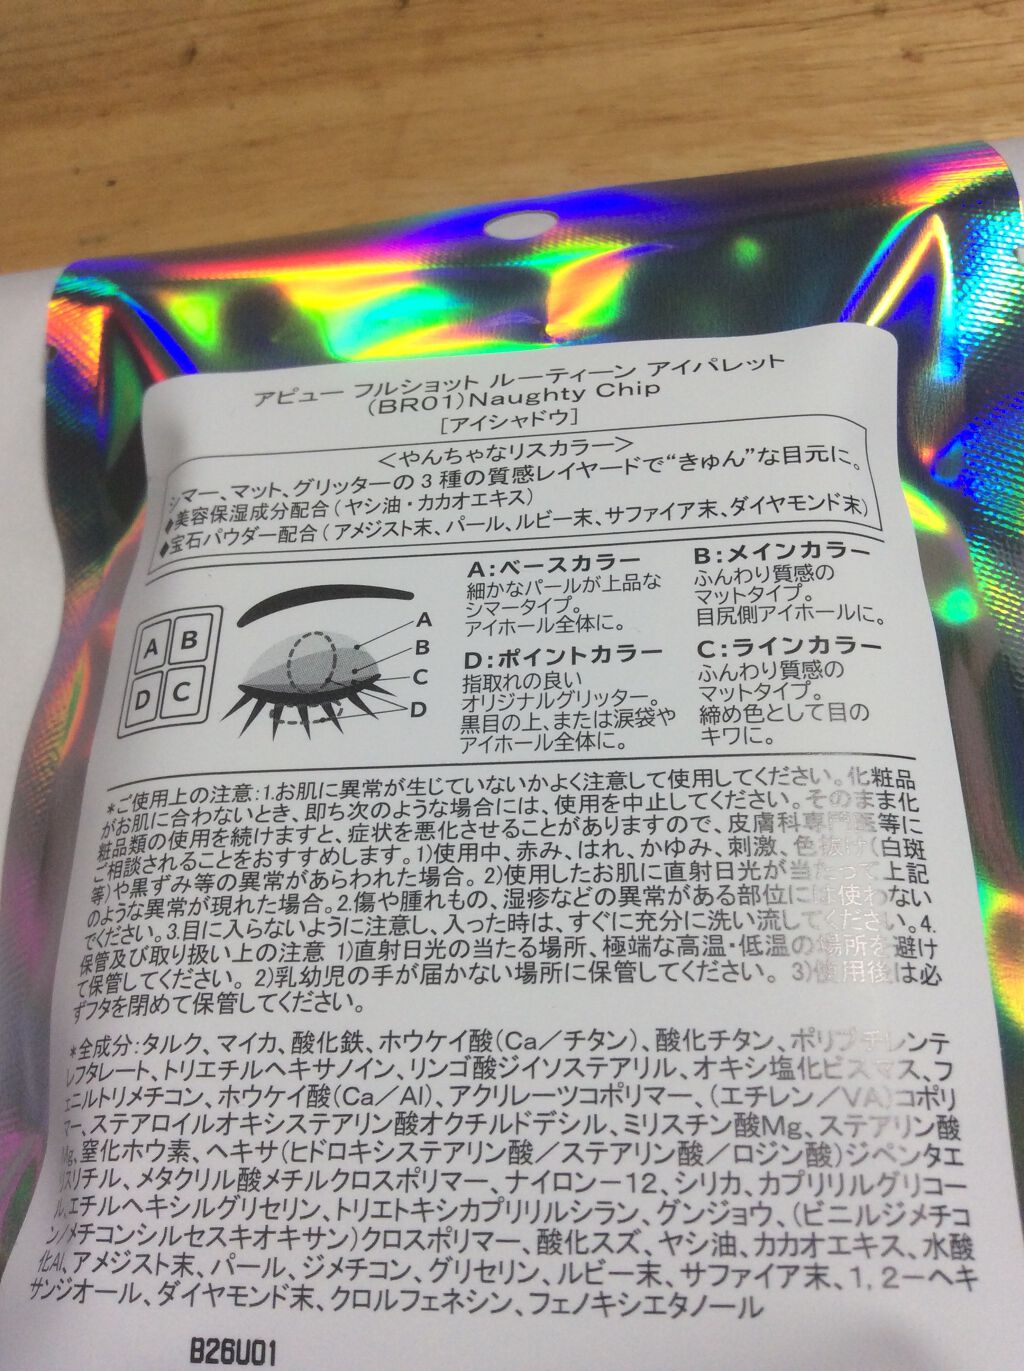 アピュー フルショット ルーティーン アイパレット
(BR01)Naughty Chip
[アイシャドウ]
＜やんちゃなリスカラー＞
シマー、マット、グリッターの3種の質感レイヤードで“きゅん”な目元に。
◆美容保湿成分配合(ヤシ油・カカオエキス)
◆宝石パウダー配合(アメジスト末、パール、ルビー末、サファイア末、ダイヤモンド末)
A B
D C
A
B
C
D
A:ベースカラー
細かなパールが上品な
シマータイプ。
アイホール全体に。
B:メインカラー
ふんわり質感の
マットタイプ。
目尻側アイホールに。
D:ポイントカラー
指取れの良い
オリジナルグリッター。
黒目の上、または涙袋や
アイホール全体に。
C:ラインカラー
ふんわり質感の
マットタイプ。
締め色として目の
キワに。
*ご使用上の注意:1.お肌に異常が生じていないかよく注意して使用してください。化粧品
がお肌に合わないとき、即ち次のような場合には、使用を中止してください。そのまま化
粧品類の使用を続けますと、症状を悪化させることがありますので、皮膚科専門医等に
ご相談されることをおすすめします。1)使用中、赤み、はれ、かゆみ、刺激、色抜け(白斑
等)や黒ずみ等の異常があらわれた場合。2)使用したお肌に直射日光が当たって上記
のような異常が現れた場合。2.傷や腫れもの、湿疹などの異常がある部位には使わない
でください。3.目に入らないように注意し、入った時は、すぐに充分に洗い流してください。4.
保管及び取り扱い上の注意 1)直射日光の当たる場所、極端な高温・低温の場所を避け
て保管してください。2)乳幼児の手が届かない場所に保管してください。3)使用後は必
ずフタを閉めて保管してください。
*全成分:タルク、マイカ、酸化鉄、ホウケイ酸(Ca／チタン)、酸化チタン、ポリブチレンテ
レフタレート、トリエチルヘキサノイン、リンゴ酸ジイソステアリル、オキシ塩化ビスマス、フ
ェニルトリメチコン、ホウケイ酸(Ca／Al)、アクリレーツコポリマー、(エチレン／VA)コポリ
マー、ステアロイルオキシステアリン酸オクチルドデシル、ミリスチン酸Mg、ステアリン酸
Mg、窒化ホウ素、ヘキサ(ヒドロキシステアリン酸／ステアリン酸／ロジン酸)ジペンタエ
リスリチル、メタクリル酸メチルクロスポリマー、ナイロン－12、シリカ、カプリリルグリコー
ル、エチルヘキシルグリセリン、トリエトキシカプリリルシラン、グンジョウ、(ビニルジメチコ
ン／メチコンシルセスキオキサン)クロスポリマー、酸化スズ、ヤシ油、カカオエキス、水酸
化Al、アメジスト末、パール、ジメチコン、グリセリン、ルビー末、サファイア末、1,2－ヘキ
サンジオール、ダイヤモンド末、クロルフェネシン、フェノキシエタノール
B26U01